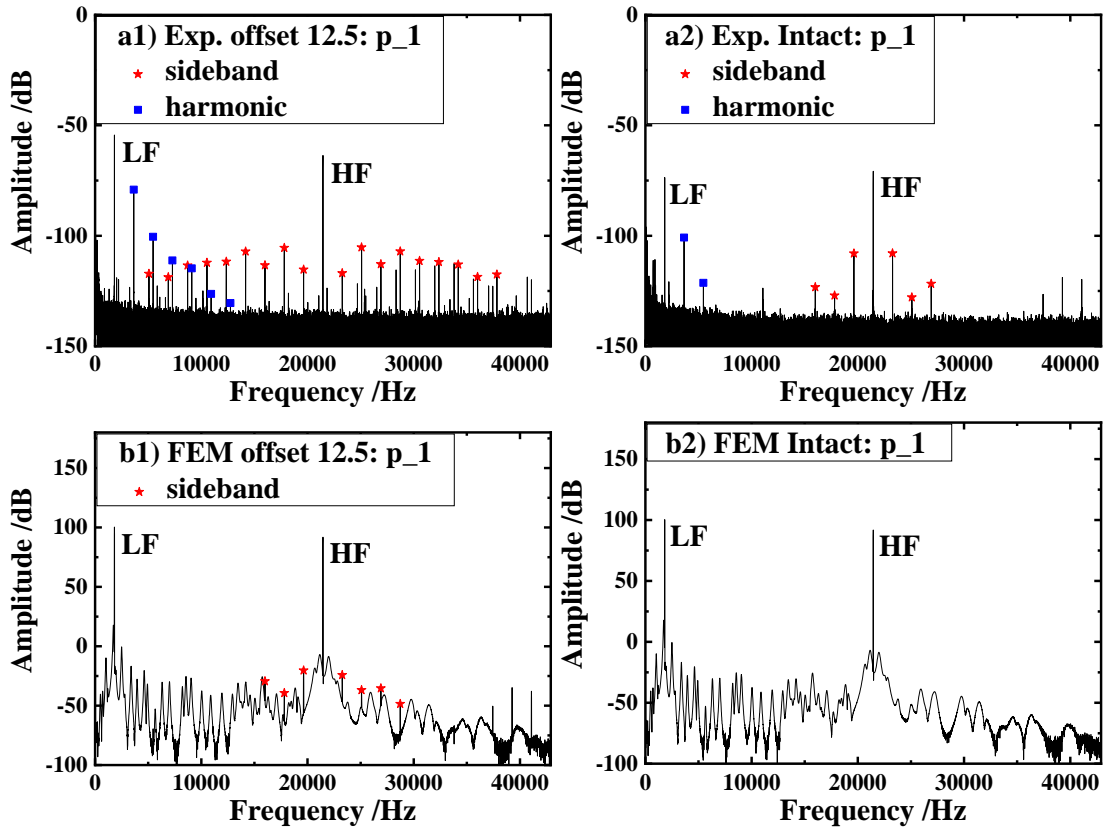 a1) Exp. offset 12.5: p_1
sideband
harmonic
LF
HF
0
-50
-100
-150
Amplitude /dB
0 10000 20000 30000 40000
Frequency /Hz
a2) Exp. Intact: p_1
sideband
harmonic
LF
HF
0
-50
-100
-150
Amplitude /dB
0 10000 20000 30000 40000
Frequency /Hz
b1) FEM offset 12.5: p_1
sideband
LF
HF
150
100
50
0
-50
-100
Amplitude /dB
0 10000 20000 30000 40000
Frequency /Hz
b2) FEM Intact: p_1
LF
HF
150
100
50
0
-50
-100
Amplitude /dB
0 10000 20000 30000 40000
Frequency /Hz